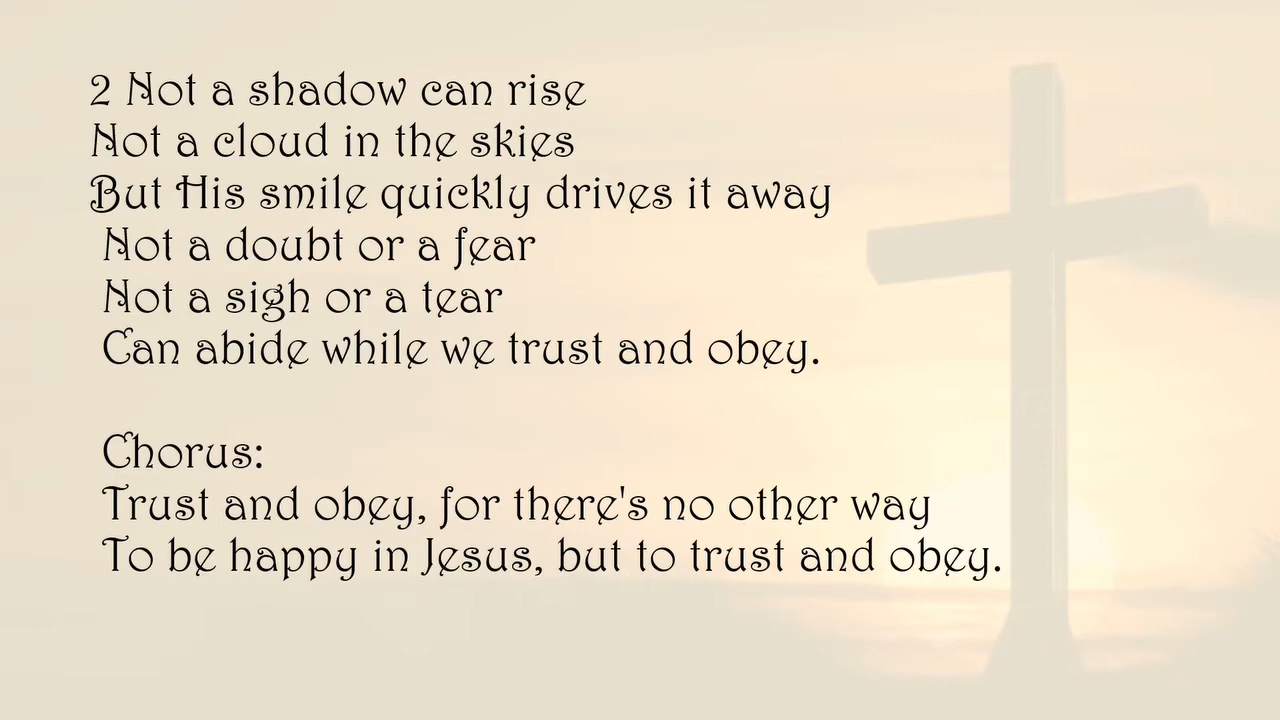 2 Not a shadow can rise
Not a cloud in the skies
But His smile quickly drives it away
Not a doubt or a fear
Not a sigh or a tear
Can abide while we trust and obey.
Chorus:
Trust and obey, for there's no other way
To be happy in Jesus, but to trust and obey.